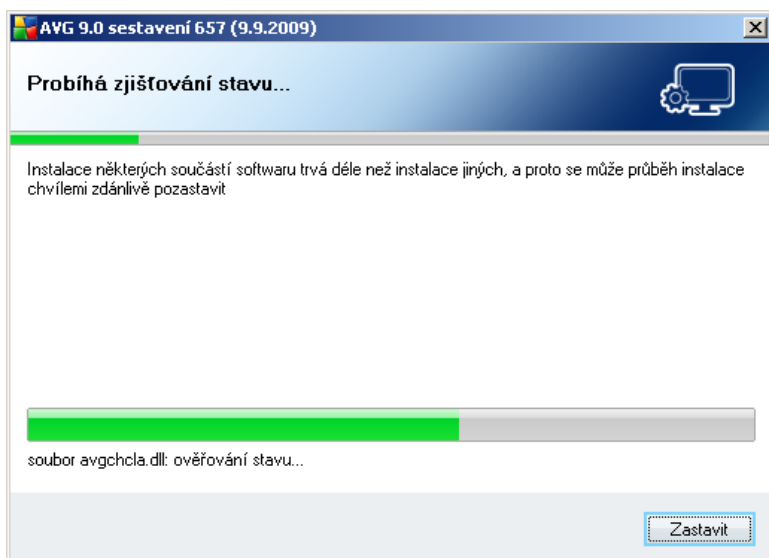 AVG 9.0 sestavení 657 (9.9.2009)
Probíhá zjišťování stavu...
Instalace některých součástí softwaru trvá déle než instalace jiných, a proto se může průběh instalace
chvílemi zdánlivě pozastavit
soubor avgchcla.dll: ověřování stavu...
Zastavit